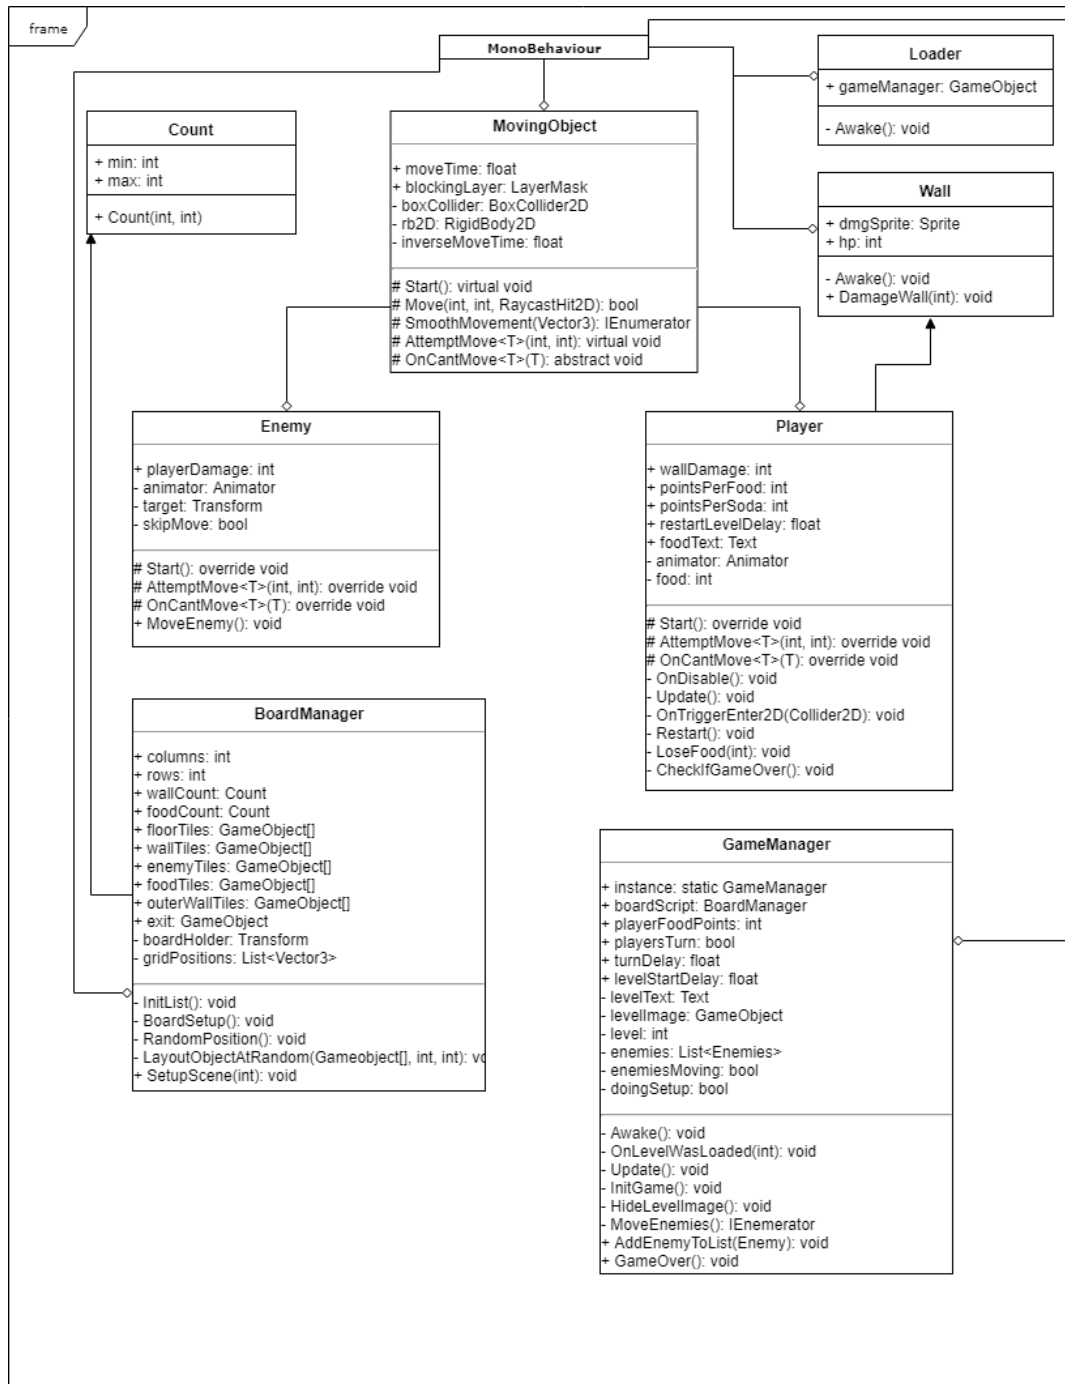 frame
MonoBehaviour
Loader
+ gameManager: GameObject
- Awake(): void
Count
+ min: int
+ max: int
+ Count(int, int)
MovingObject
+ moveTime: float
+ blockingLayer: LayerMask
- boxCollider: BoxCollider2D
- rb2D: RigidBody2D
- inverseMoveTime: float
# Start(): virtual void
# Move(int, int, RaycastHit2D): bool
# SmoothMovement(Vector3): IEnumerator
# AttemptMove<T>(int, int): virtual void
# OnCantMove<T>(T): abstract void
Wall
+ dmgSprite: Sprite
+ hp: int
- Awake(): void
+ DamageWall(int): void
Enemy
+ playerDamage: int
- animator: Animator
- target: Transform
- skipMove: bool
# Start(): override void
# AttemptMove<T>(int, int): override void
# OnCantMove<T>(T): override void
+ MoveEnemy(): void
Player
+ wallDamage: int
+ pointsPerFood: int
+ pointsPerSoda: int
+ restartLevelDelay: float
+ foodText: Text
- animator: Animator
- food: int
# Start(): override void
# AttemptMove<T>(int, int): override void
# OnCantMove<T>(T): override void
- OnDisable(): void
- Update(): void
- OnTriggerEnter2D(Collider2D): void
- Restart(): void
- LoseFood(int): void
- CheckIfGameOver(): void
BoardManager
+ columns: int
+ rows: int
+ wallCount: Count
+ foodCount: Count
+ floorTiles: GameObject[]
+ wallTiles: GameObject[]
+ enemyTiles: GameObject[]
+ foodTiles: GameObject[]
+ outerWallTiles: GameObject[]
+ exit: GameObject
- boardHolder: Transform
- gridPositions: List<Vector3>
- InitList(): void
- BoardSetup(): void
- RandomPosition(): void
- LayoutObjectAtRandom(Gameobject[], int, int): vo
+ SetupScene(int): void
GameManager
+ instance: static GameManager
+ boardScript: BoardManager
+ playerFoodPoints: int
+ playersTurn: bool
+ turnDelay: float
+ levelStartDelay: float
- levelText: Text
- levelImage: GameObject
- level: int
- enemies: List<Enemies>
- enemiesMoving: bool
- doingSetup: bool
- Awake(): void
- OnLevelWasLoaded(int): void
- Update(): void
- InitGame(): void
- HideLevelImage(): void
- MoveEnemies(): IEnemerator
+ AddEnemyToList(Enemy): void
+ GameOver(): void